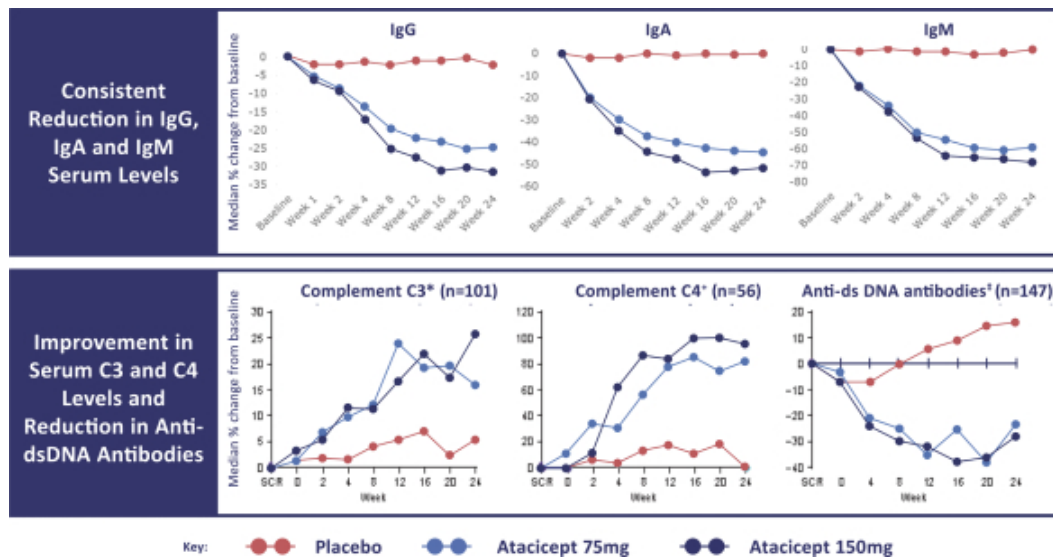 Consistent
Reduction in IgG,
IgA and IgM
Serum Levels
Median % change from baseline
IgG
0
-5
-10
-15
-20
-25
-30
-35
Baseline
Week 1
Week 2
Week 4
Week 8
Week 12
Week 16
Week 20
Week 24
IgA
0
-10
-20
-30
-40
-50
-60
Baseline
Week 2
Week 4
Week 8
Week 12
Week 16
Week 20
Week 24
IgM
0
-10
-20
-30
-40
-50
-60
-70
-80
Baseline
Week 2
Week 4
Week 8
Week 12
Week 16
Week 20
Week 24
Improvement in
Serum C3 and C4
Levels and
Reduction in Anti-
dsDNA Antibodies
Median % change from baseline
Complement C3* (n=101)
30
25
20
15
10
5
0
SCR 0 2 4 8 12 16 20 24
Week
Complement C4⁺ (n=56)
120
100
80
60
40
20
0
SCR 0 2 4 8 12 16 20 24
Week
Anti-ds DNA antibodies‡ (n=147)
20
10
0
-10
-20
-30
-40
SCR 0 2 4 8 12 16 20 24
Week
Key: Placebo Atacicept 75mg Atacicept 150mg